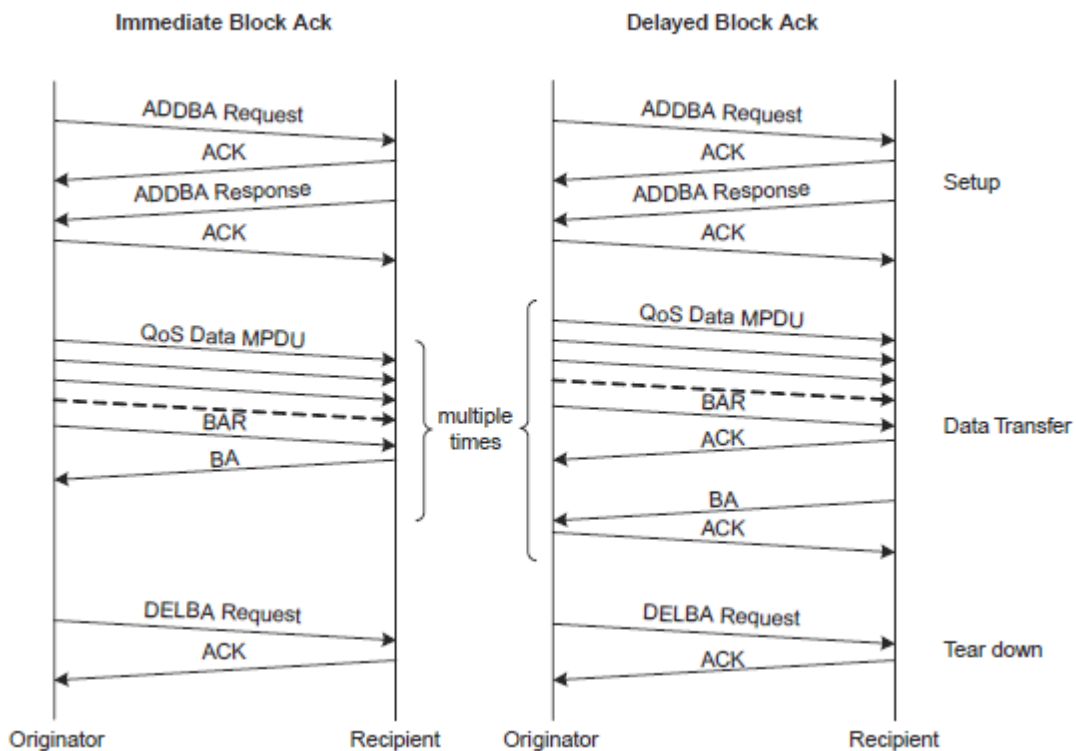 Immediate Block Ack
Delayed Block Ack
ADDBA Request
ACK
ADDBA Response
ACK
ADDBA Request
ACK
ADDBA Response
ACK
Setup
QoS Data MPDU
BAR
BA
multiple
times
QoS Data MPDU
BAR
ACK
BA
ACK
Data Transfer
DELBA Request
ACK
DELBA Request
ACK
Tear down
Originator
Recipient
Originator
Recipient